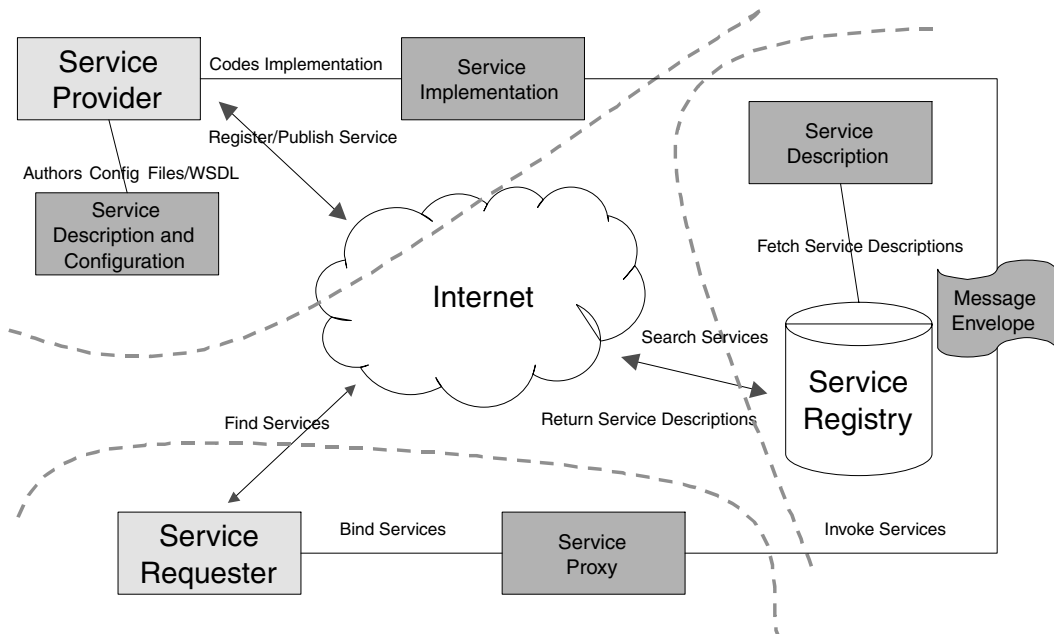 Service
Provider
Codes Implementation
Service
Implementation
Register/Publish Service
Service
Description
Authors Config Files/WSDL
Service
Description and
Configuration
Fetch Service Descriptions
Internet
Message
Envelope
Search Services
Service
Registry
Return Service Descriptions
Find Services
Service
Requester
Bind Services
Service
Proxy
Invoke Services